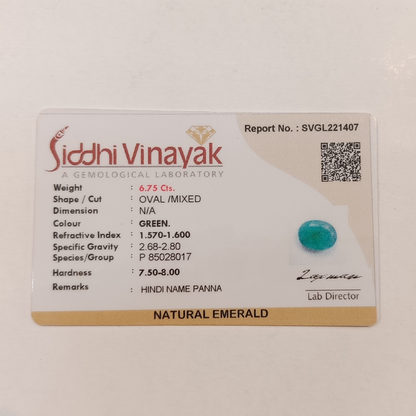 Report No. : SVGL221407
Siddhi Vinayak
A GEMOLOGICAL LABORATORY
Weight : 6.75 Cts.
Shape / Cut : OVAL /MIXED
Dimension : N/A
Colour : GREEN.
Refractive Index : 1.570-1.600
Specific Gravity : 2.68-2.80
Species/Group : P 85028017
Hardness : 7.50-8.00
Remarks : HINDI NAME PANNA
Lab Director
NATURAL EMERALD